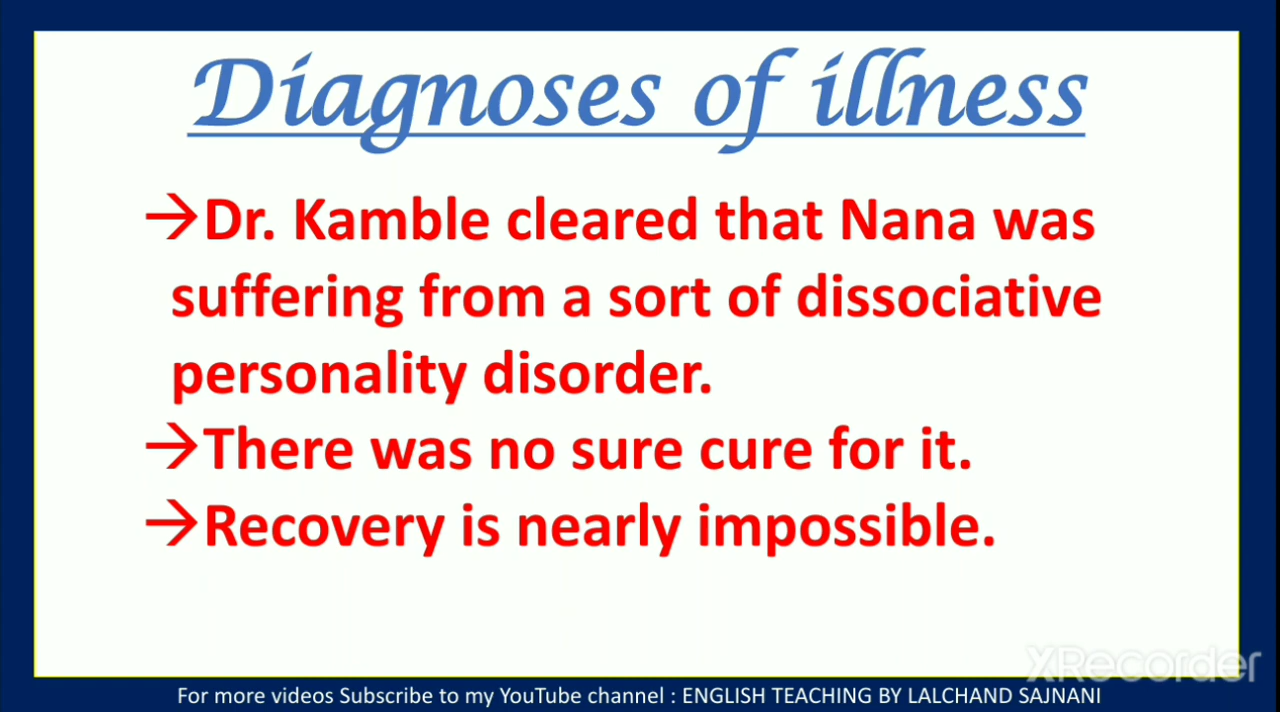 Diagnoses of illness
→Dr. Kamble cleared that Nana was
suffering from a sort of dissociative
personality disorder.
→There was no sure cure for it.
→Recovery is nearly impossible.
XRecorder
For more videos Subscribe to my YouTube channel : ENGLISH TEACHING BY LALCHAND SAJNANI